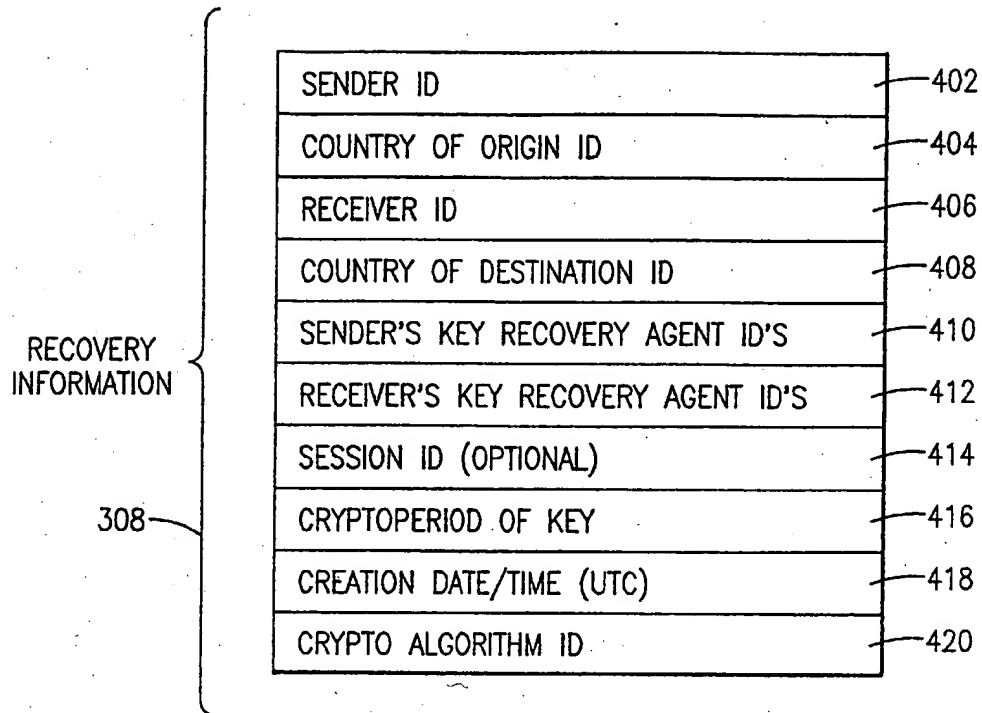 SENDER ID 402
COUNTRY OF ORIGIN ID 404
RECEIVER ID 406
COUNTRY OF DESTINATION ID 408
SENDER'S KEY RECOVERY AGENT ID'S 410
RECOVERY
INFORMATION
RECEIVER'S KEY RECOVERY AGENT ID'S 412
SESSION ID (OPTIONAL) 414
308
CRYPTOPERIOD OF KEY 416
CREATION DATE/TIME (UTC) 418
CRYPTO ALGORITHM ID 420